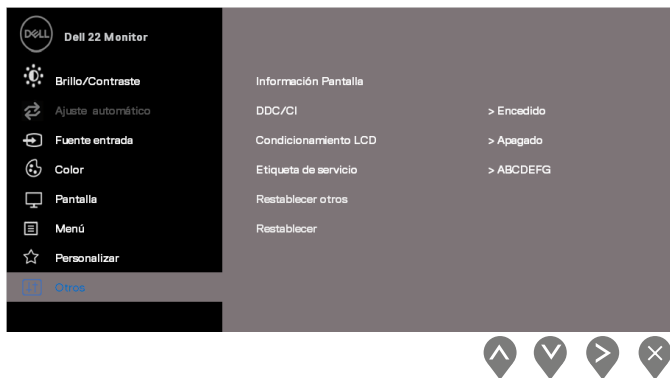 DELL Dell 22 Monitor
Brillo/Contraste Información Pantalla
Ajuste automático DDC/CI > Encedido
Fuente entrada Condicionamiento LCD > Apagado
Color Etiqueta de servicio > ABCDEFG
Pantalla Restablecer otros
Menú Restablecer
Personalizar
Otros